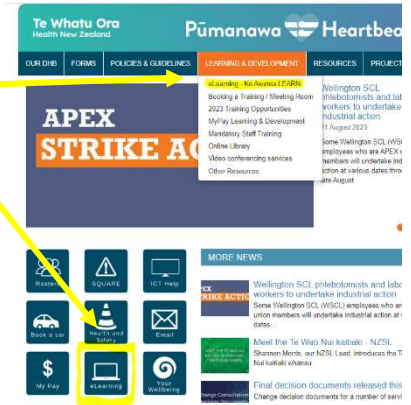 Te Whatu Ora
Health New Zealand
Pūmanawa
Heartbea
OUR DHB
FORMS
POLICIES & GUIDELINES
LEARNING & DEVELOPMENT
RESOURCES
PROJECT
eLearning - Ko Awatea LEARN
Booking a Training / Meeting Room
2023 Training Opportunities
MyPay Learning & Development
Mandatory Staff Training
Online Library
Video conferencing services
Other Resources
APEX
STRIKE AC
Wellington SCL
phlebotomists and lab
workers to undertake
industrial action
21 August 2023
Some Wellington SCL (WSC
employees who are APEX u
members will undertake ind
action at various dates thro
late August
Rosters
SQUARE
ICT Help
Book a car
Health and
Safety
Email
My Pay
eLearning
Your
Wellbeing
MORE NEWS
Wellington SCL phlebotomists and labo
workers to undertake industrial action
Some Wellington SCL (WSCL) employees who are
union members will undertake industrial action at v
dates
Meet the Te Wao Nui kaitiaki - NZSL
Shannon Morris, our NZSL Lead, introduces the T
Nui kaitiaki whānau
Final decision documents released this
Change decision documents for a number of servi